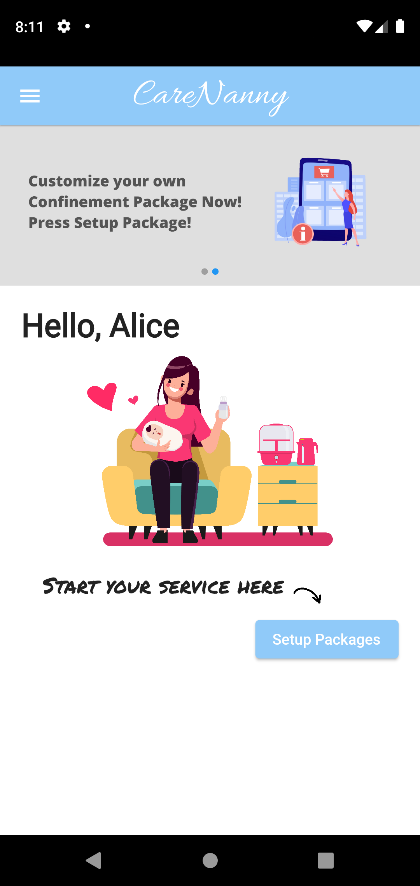 8:11
CareNanny
Customize your own
Confinement Package Now!
Press Setup Package!
Hello, Alice
Start your service here
Setup Packages